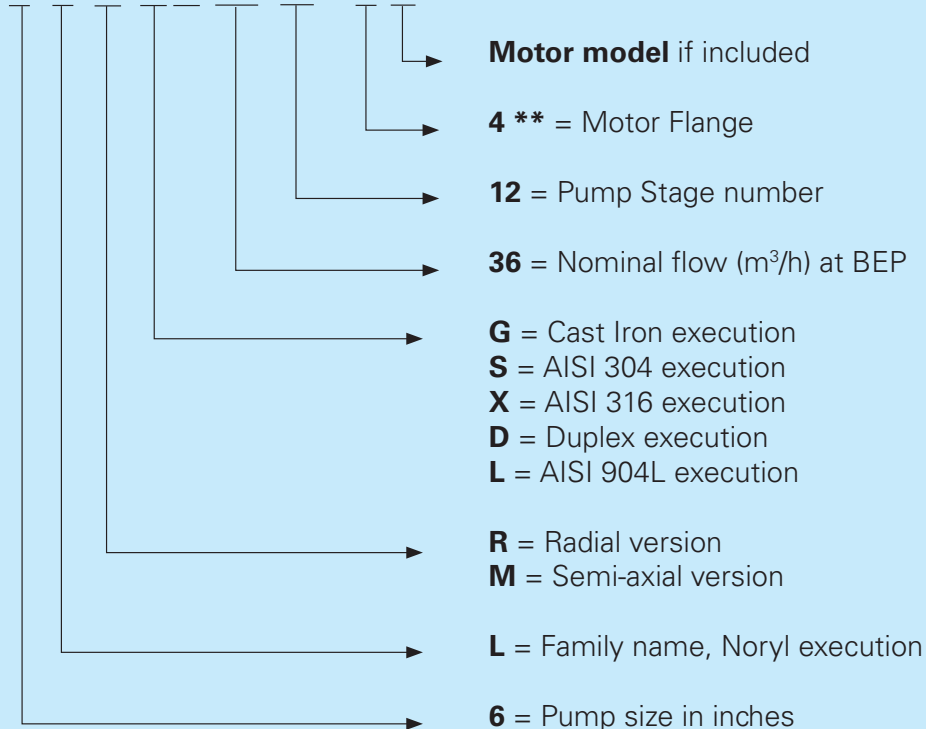 Motor model if included
4 ** = Motor Flange
12 = Pump Stage number
36 = Nominal flow (m³/h) at BEP
G = Cast Iron execution
S = AISI 304 execution
X = AISI 316 execution
D = Duplex execution
L = AISI 904L execution
R = Radial version
M = Semi-axial version
L = Family name, Noryl execution
6 = Pump size in inches